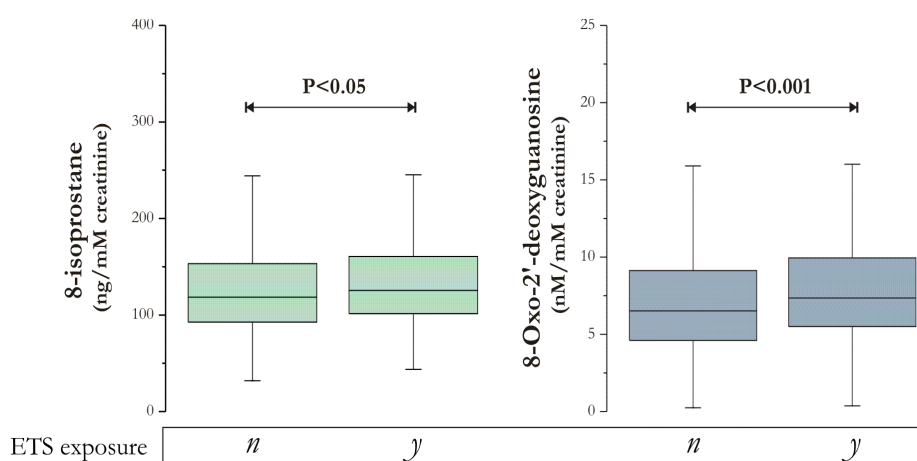 8-isoprostane
(ng/mM creatinine)
400
300
200
100
0
P<0.05
8-Oxo-2'-deoxyguanosine
(nM/mM creatinine)
25
20
15
10
5
0
P<0.001
ETS exposure n y n y